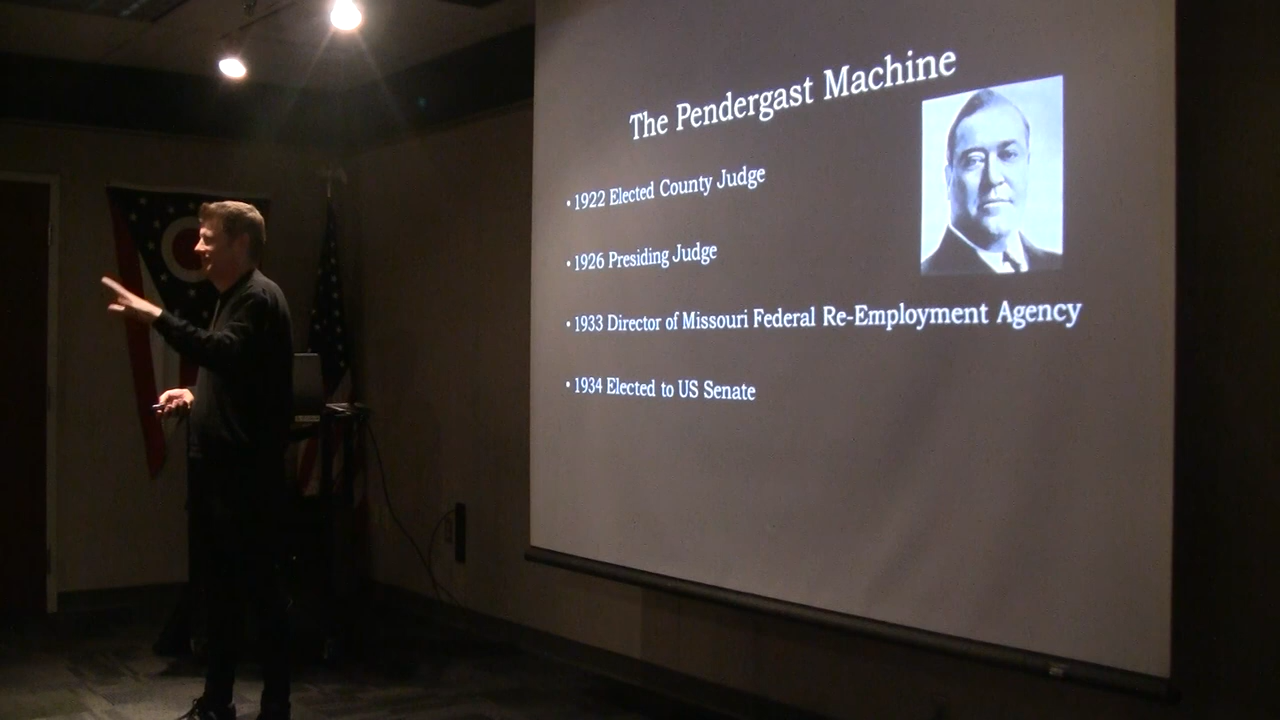 The Pendergast Machine
• 1922 Elected County Judge
• 1926 Presiding Judge
• 1933 Director of Missouri Federal Re-Employment Agency
• 1934 Elected to US Senate